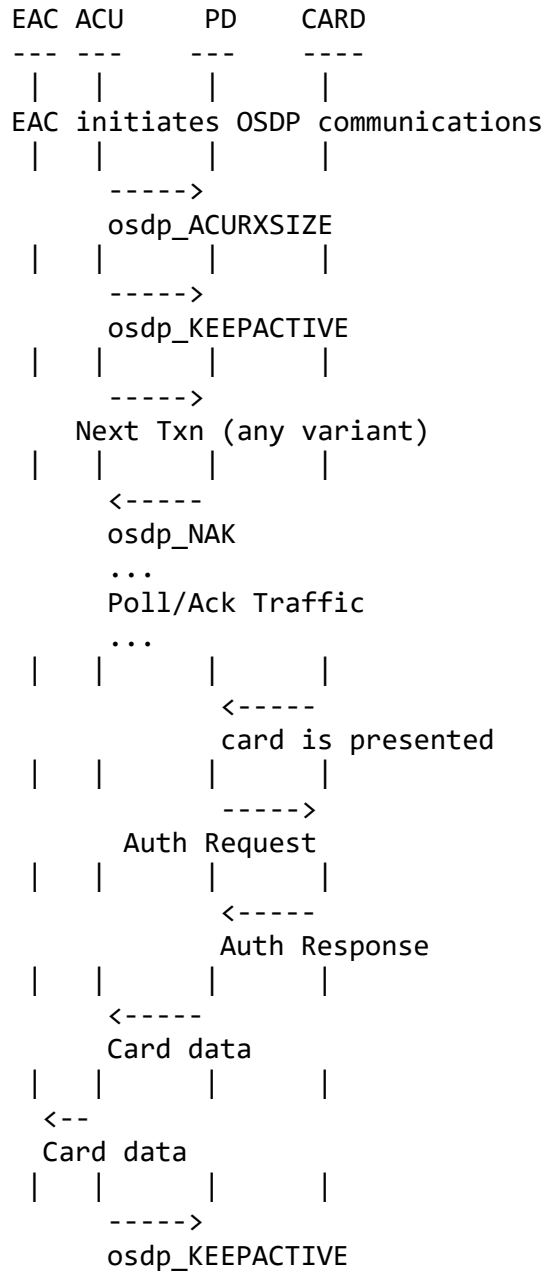 EAC ACU PD CARD
--- --- --- ----
| | | |
EAC initiates OSDP communications
| | | |
----->
osdp_ACURXSIZE
| | | |
----->
osdp_KEEPACTIVE
| | | |
----->
Next Txn (any variant)
| | | |
<-----
osdp_NAK
...
Poll/Ack Traffic
...
| | | |
<-----
card is presented
| | | |
----->
Auth Request
| | | |
<-----
Auth Response
| | | |
<-----
Card data
| | | |
<--
Card data
| | | |
----->
osdp_KEEPACTIVE